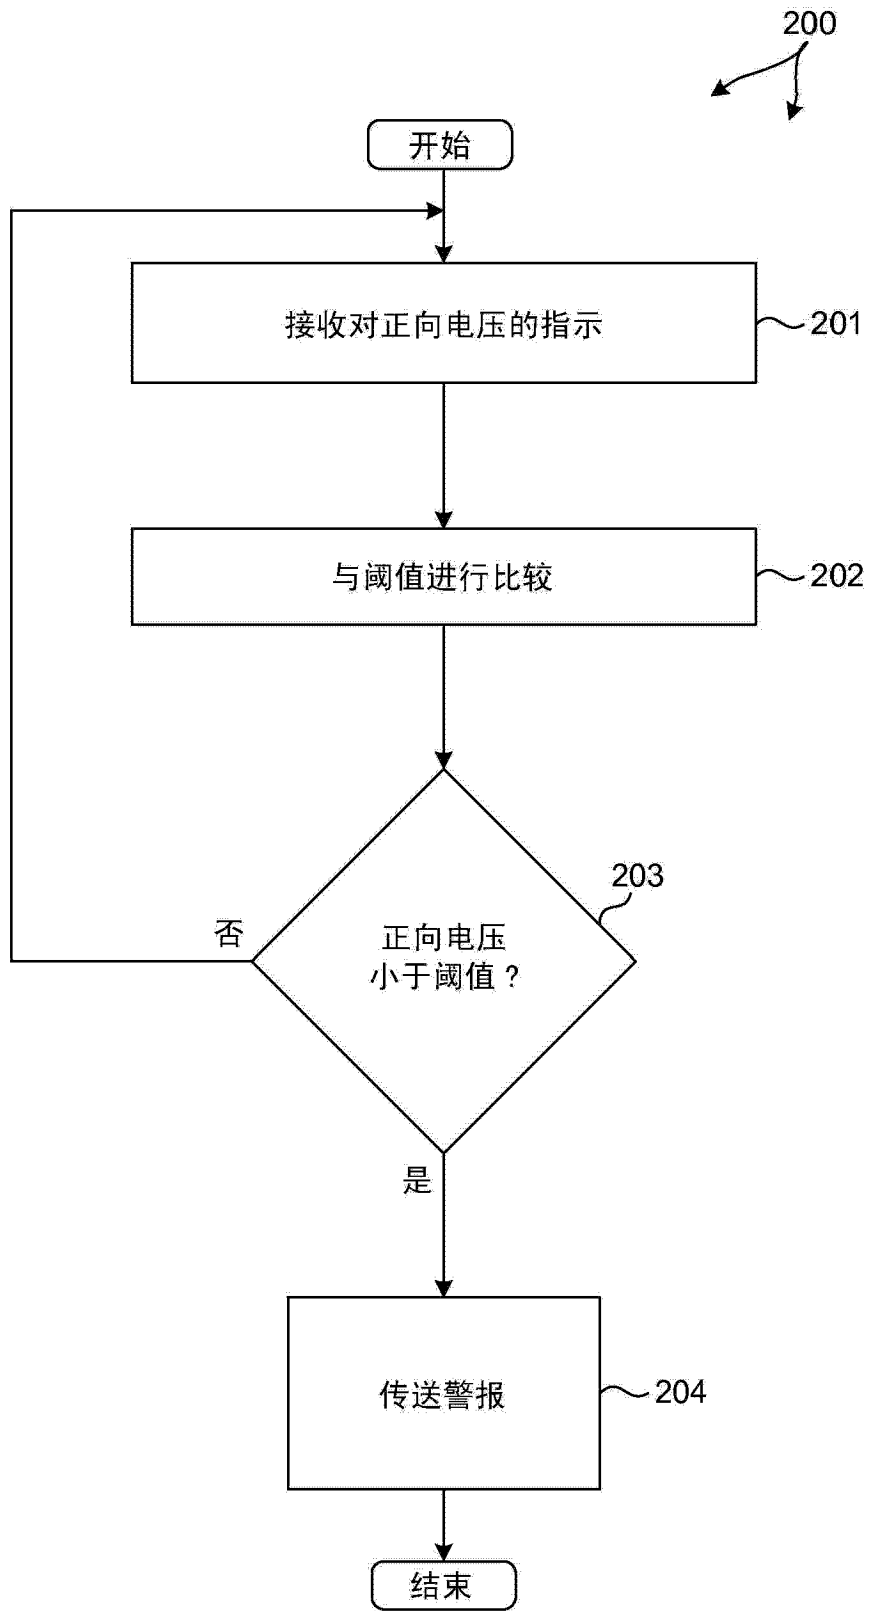 200
开始
接收对正向电压的指示
201
与阈值进行比较
202
203
否
正向电压
小于阈值?
是
传送警报
204
结束